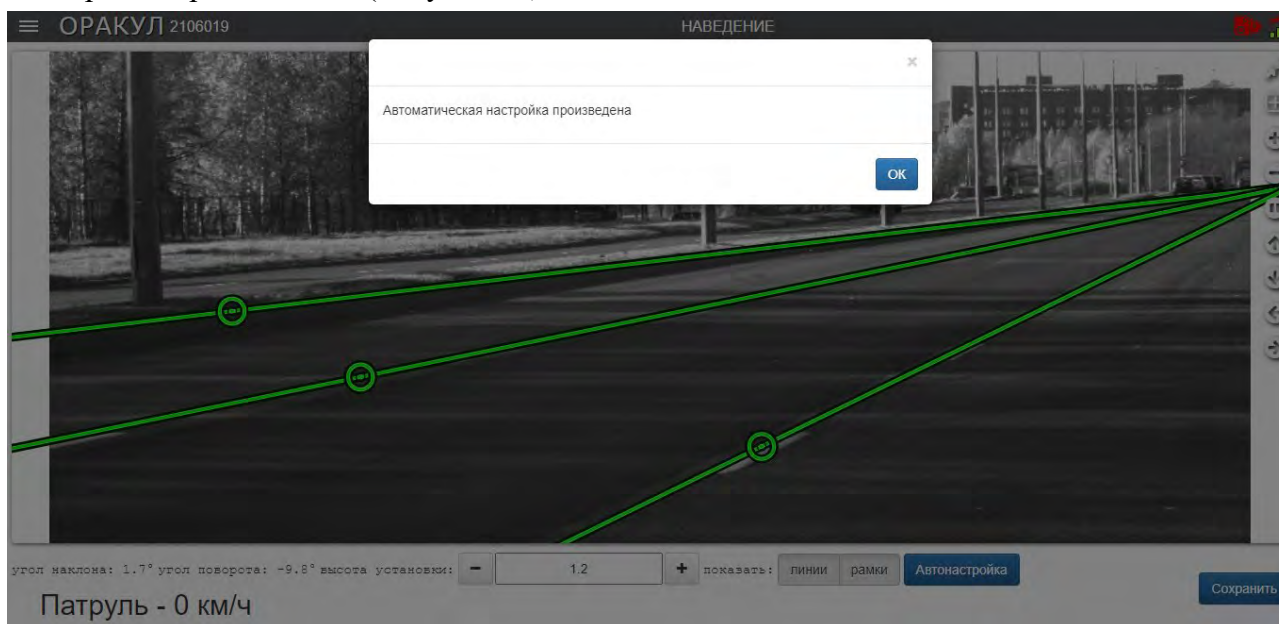 ОРАКУЛ 2106019
НАВЕДЕНИЕ
×
Автоматическая настройка произведена
ОК
угол наклона: 1.7° угол поворота: -9.8° высота установки: − 1.2 + показать: линии рамки Автонастройка
Сохранить
Патруль - 0 км/ч